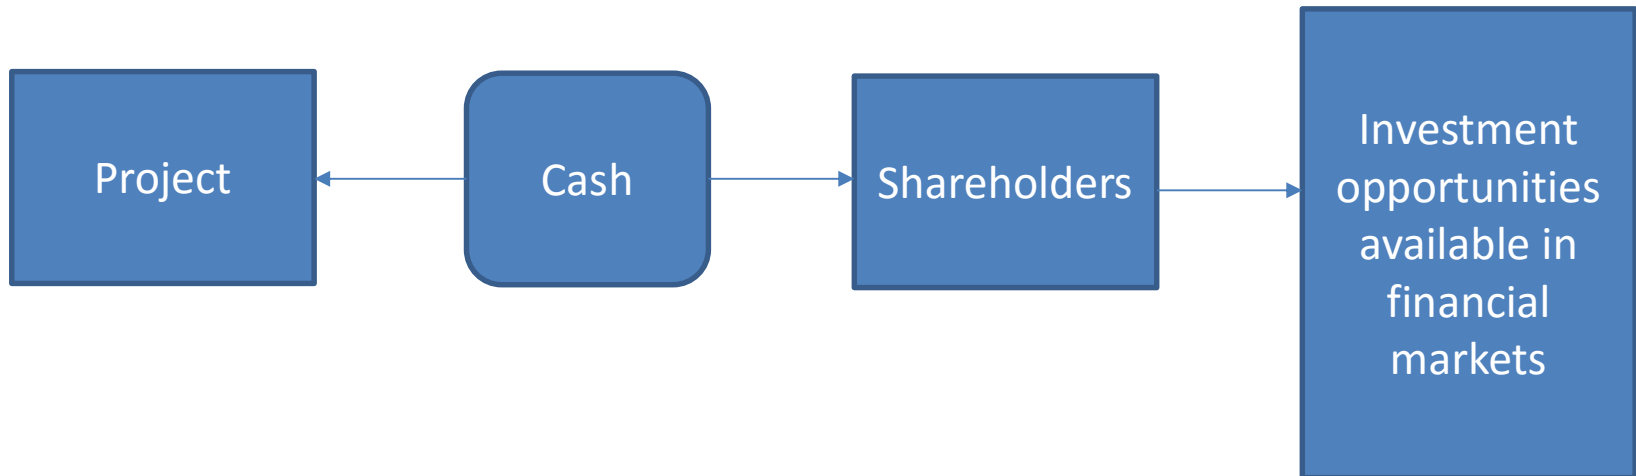 Project
Cash
Shareholders
Investment
opportunities
available in
financial
markets